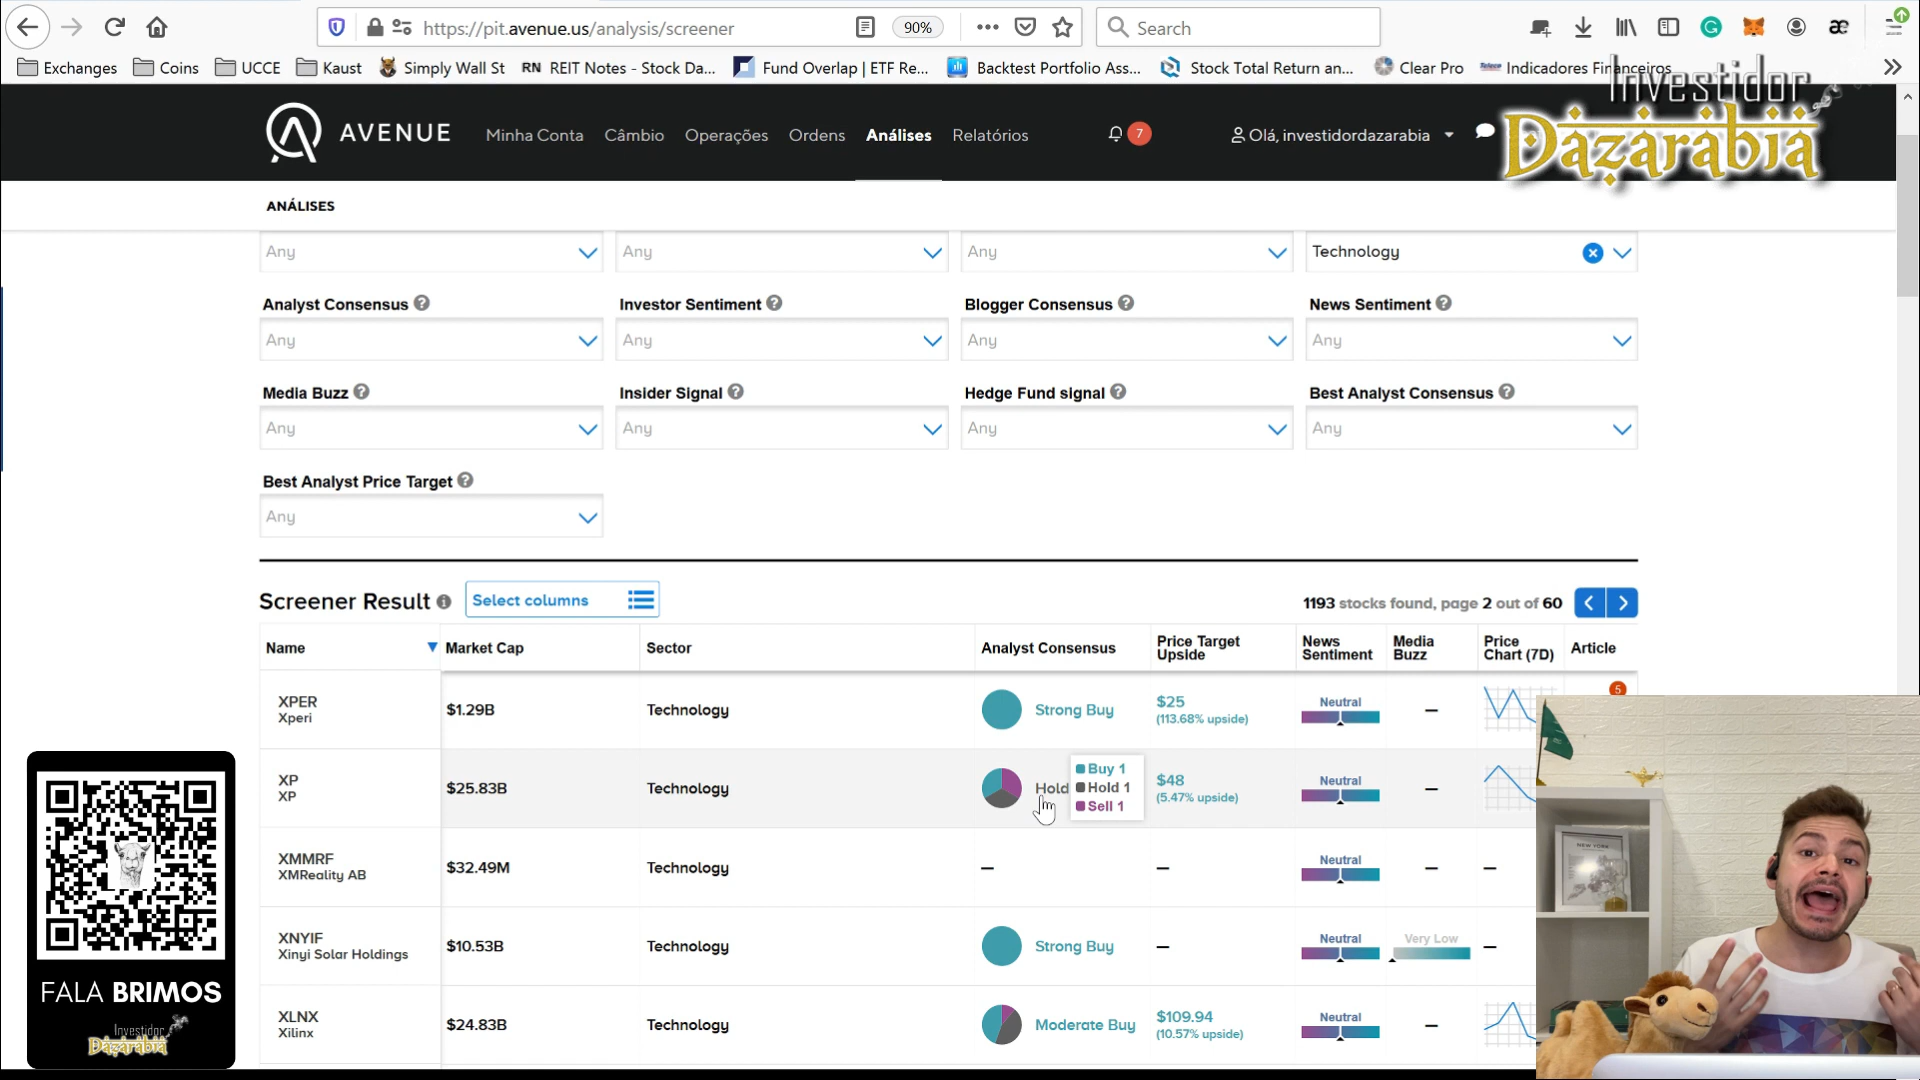 https://pit.avenue.us/analysis/screener
90%
Search
Exchanges
Coins
UCCE
Kaust
Simply Wall St
RN REIT Notes - Stock Da...
Fund Overlap | ETF Re...
Backtest Portfolio Ass...
Stock Total Return an...
Clear Pro
Indicadores Financeiros
Investidor
Dazarabia
AVENUE
Minha Conta
Câmbio
Operações
Ordens
Análises
Relatórios
7
Olá, investidordazarabia
ANÁLISES
Any
Any
Any
Technology
Analyst Consensus
Investor Sentiment
Blogger Consensus
News Sentiment
Any
Any
Any
Any
Media Buzz
Insider Signal
Hedge Fund signal
Best Analyst Consensus
Any
Any
Any
Any
Best Analyst Price Target
Any
Screener Result
Select columns
1193 stocks found, page 2 out of 60
Name
Market Cap
Sector
Analyst Consensus
Price Target Upside
News Sentiment
Media Buzz
Price Chart (7D)
Article
XPER
Xperi
$1.29B
Technology
Strong Buy
$25
(113.68% upside)
Neutral
–
5
XP
XP
$25.83B
Technology
Hold
Buy 1
Hold 1
Sell 1
$48
(5.47% upside)
Neutral
–
XMMRF
XMReality AB
$32.49M
Technology
–
–
Neutral
–
–
XNYIF
Xinyi Solar Holdings
$10.53B
Technology
Strong Buy
–
Neutral
Very Low
–
XLNX
Xilinx
$24.83B
Technology
Moderate Buy
$109.94
(10.57% upside)
Neutral
–
FALA BRIMOS
Investidor
Dazarabia
NEW YORK